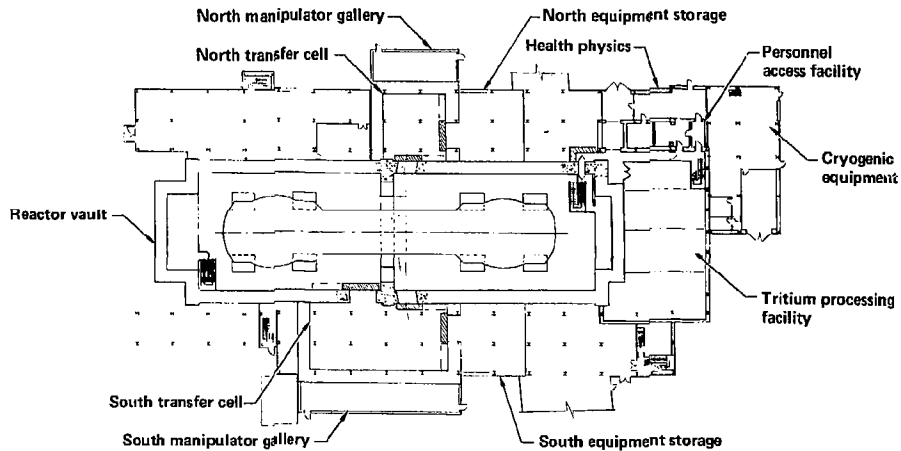 North manipulator gallery
North equipment storage
North transfer cell
Health physics
Personnel
access facility
Cryogenic
equipment
Reactor vault
Tritium processing
facility
South transfer cell
South manipulator gallery
South equipment storage